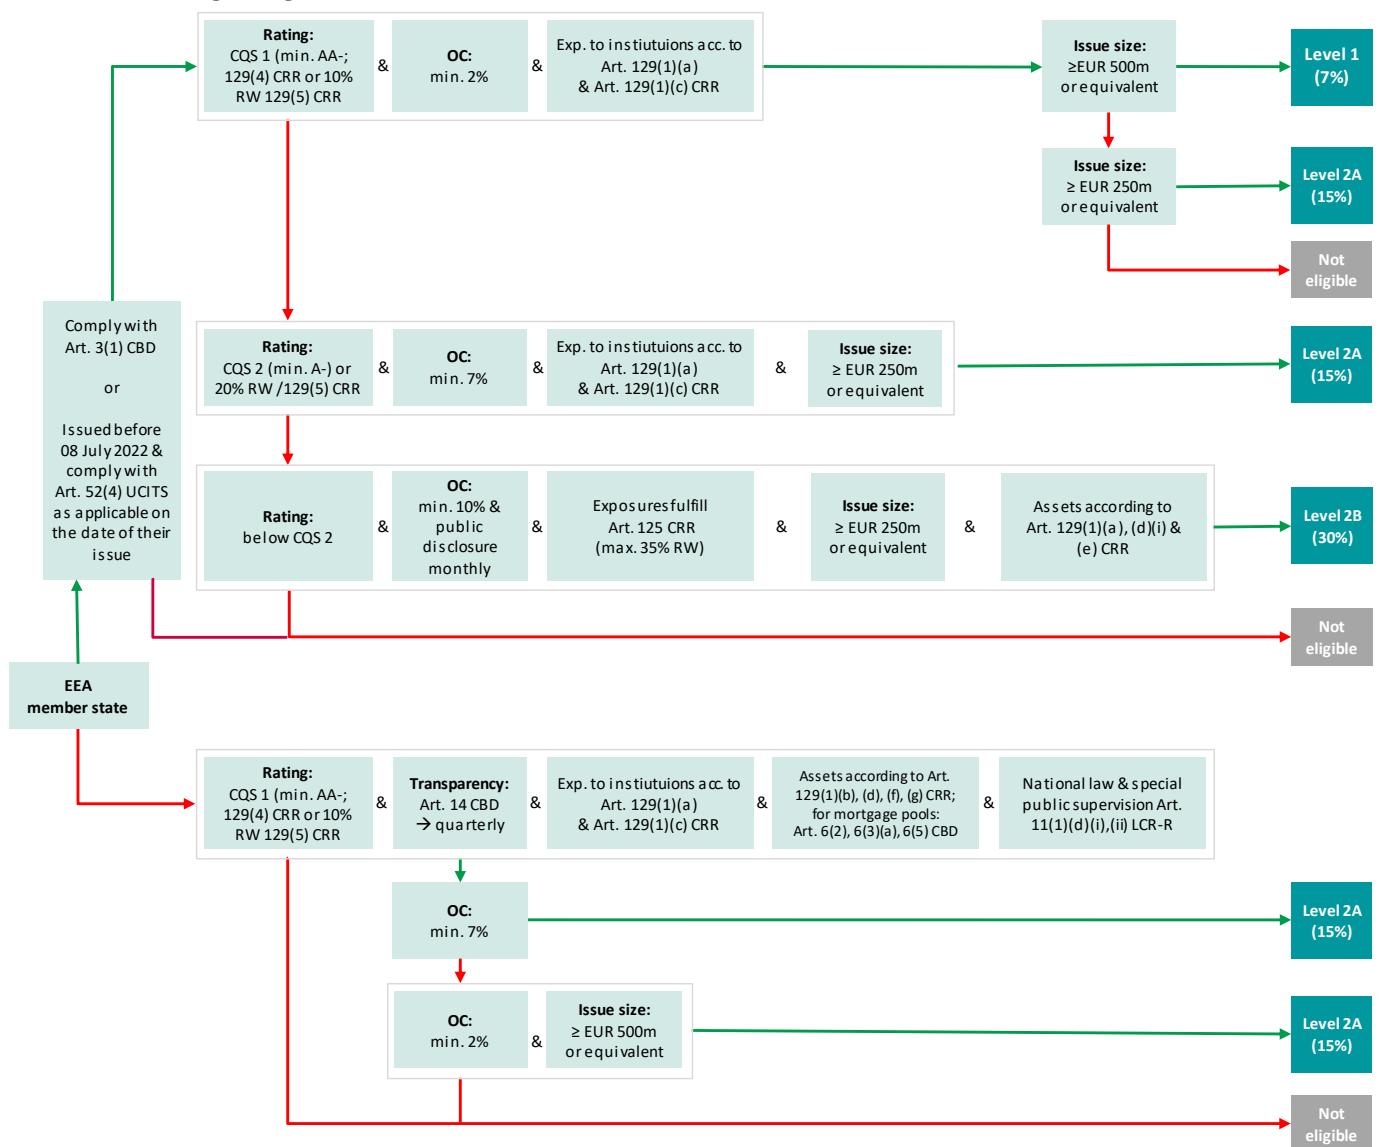 Rating:
CQS 1 (min. AA-;
129(4) CRR or 10%
RW 129(5) CRR
&
OC:
min. 2%
&
Exp. to instiutuions acc. to
Art. 129(1)(a)
& Art. 129(1)(c) CRR
Issue size:
≥EUR 500m
or equivalent
Level 1
(7%)
Issue size:
≥ EUR 250m
or equivalent
Level 2A
(15%)
Not
eligible
Comply with
Art. 3(1) CBD
or
Issued before
08 July 2022 &
comply with
Art. 52(4) UCITS
as applicable on
the date of their
issue
Rating:
CQS 2 (min. A-) or
20% RW /129(5) CRR
&
OC:
min. 7%
&
Exp. to instiutuions acc. to
Art. 129(1)(a)
& Art. 129(1)(c) CRR
&
Issue size:
≥ EUR 250m
or equivalent
Level 2A
(15%)
Rating:
below CQS 2
&
OC:
min. 10% &
public
disclosure
monthly
&
Exposures fulfill
Art. 125 CRR
(max. 35% RW)
&
Issue size:
≥ EUR 250m
or equivalent
&
Assets according to
Art. 129(1)(a), (d)(i) &
(e) CRR
Level 2B
(30%)
Not
eligible
EEA
member state
Rating:
CQS 1 (min. AA-;
129(4) CRR or 10%
RW 129(5) CRR
&
Transparency:
Art. 14 CBD
→ quarterly
&
Exp. to instiutuions acc. to
Art. 129(1)(a)
& Art. 129(1)(c) CRR
&
Assets according to Art.
129(1)(b), (d), (f), (g) CRR;
for mortgage pools:
Art. 6(2), 6(3)(a), 6(5) CBD
&
National law & special
public supervision Art.
11(1)(d)(i),(ii) LCR-R
OC:
min. 7%
Level 2A
(15%)
OC:
min. 2%
&
Issue size:
≥ EUR 500m
or equivalent
Level 2A
(15%)
Not
eligible